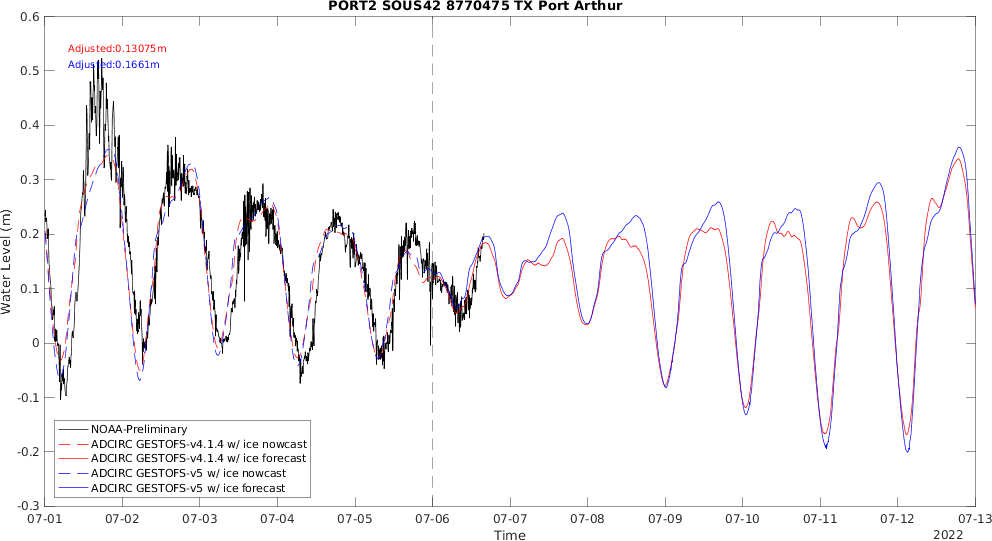 PORT2 SOUS42 8770475 TX Port Arthur
0.6
Adjusted:0.13075m
Adjusted:0.1661m
0.5
0.4
0.3
0.2
0.1
0
-0.1
-0.2
-0.3
Water Level (m)
NOAA-Preliminary
ADCIRC GESTOFS-v4.1.4 w/ ice nowcast
ADCIRC GESTOFS-v4.1.4 w/ ice forecast
ADCIRC GESTOFS-v5 w/ ice nowcast
ADCIRC GESTOFS-v5 w/ ice forecast
07-01 07-02 07-03 07-04 07-05 07-06 07-07 07-08 07-09 07-10 07-11 07-12 07-13
Time
2022